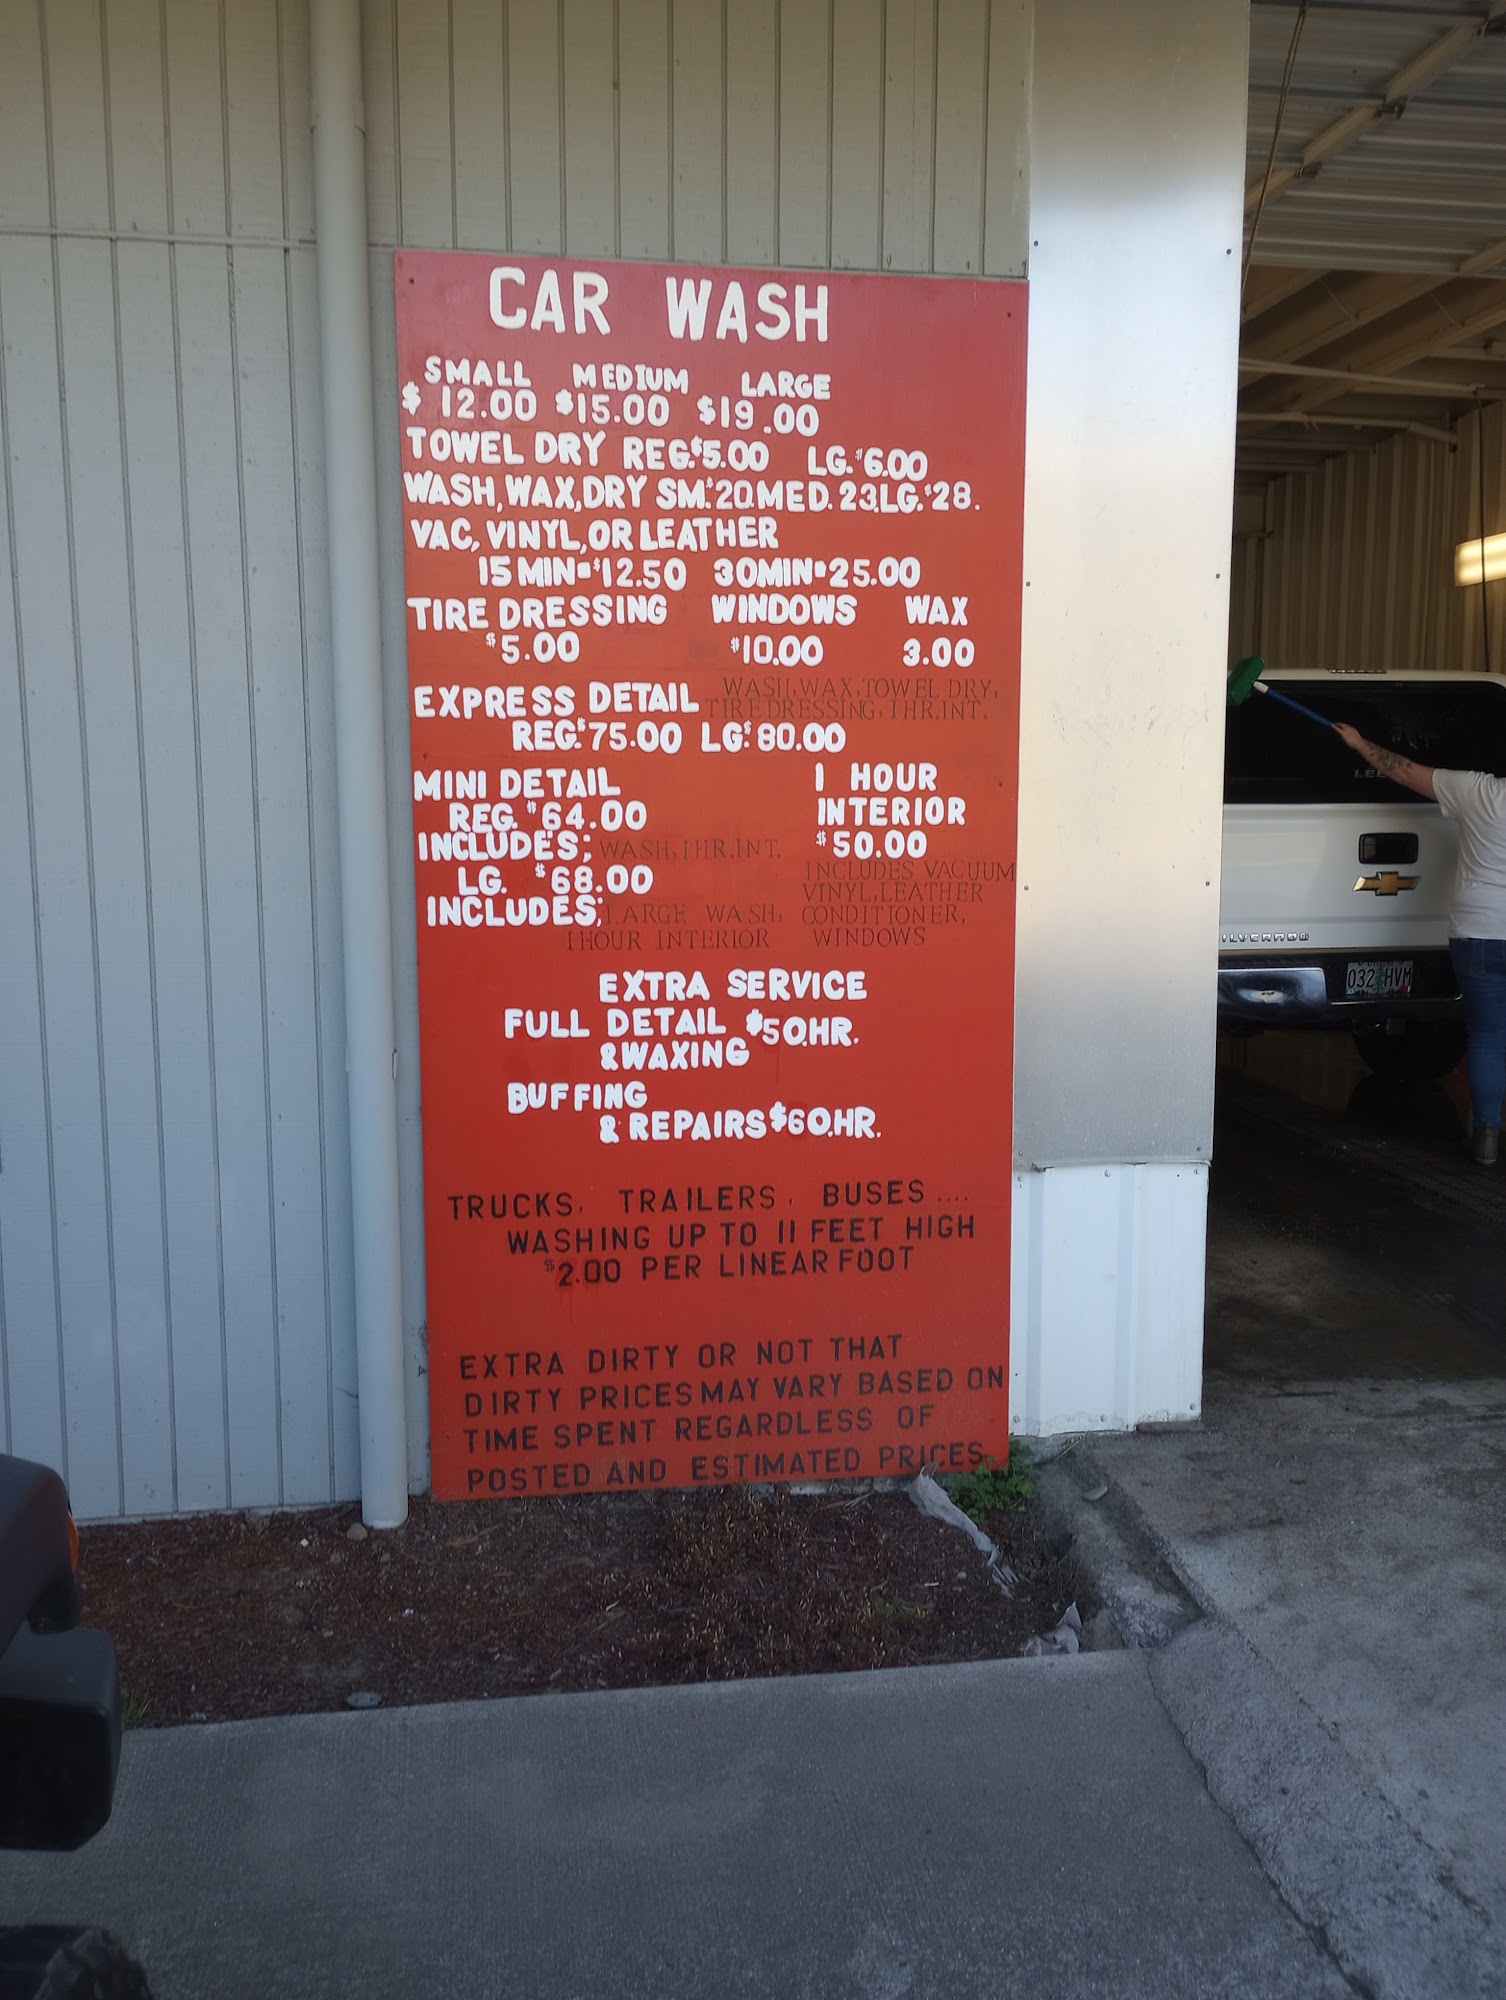 CAR WASH
SMALL MEDIUM LARGE
$12.00 $15.00 $19.00
TOWEL DRY REG.$5.00 LG.$6.00
WASH, WAX, DRY SM.$20. MED. 23. LG.$28.
VAC, VINYL, OR LEATHER
15 MIN=$12.50 30MIN=25.00
TIRE DRESSING WINDOWS WAX
$5.00 $10.00 3.00
EXPRESS DETAIL WASH, WAX, TOWEL DRY,
TIRE DRESSING, 1 HR. INT.
REG.$75.00 LG.$80.00
MINI DETAIL
REG. $64.00
INCLUDES; WASH, 1 HR. INT.
LG. $68.00
INCLUDES; LARGE WASH,
1 HOUR INTERIOR
1 HOUR
INTERIOR
$50.00
INCLUDES VACUUM
VINYL, LEATHER
CONDITIONER,
WINDOWS
EXTRA SERVICE
FULL DETAIL $50.HR.
& WAXING
BUFFING
& REPAIRS $60.HR.
TRUCKS, TRAILERS, BUSES ....
WASHING UP TO 11 FEET HIGH
$2.00 PER LINEAR FOOT
EXTRA DIRTY OR NOT THAT
DIRTY PRICES MAY VARY BASED ON
TIME SPENT REGARDLESS OF
POSTED AND ESTIMATED PRICES.
032 HVM